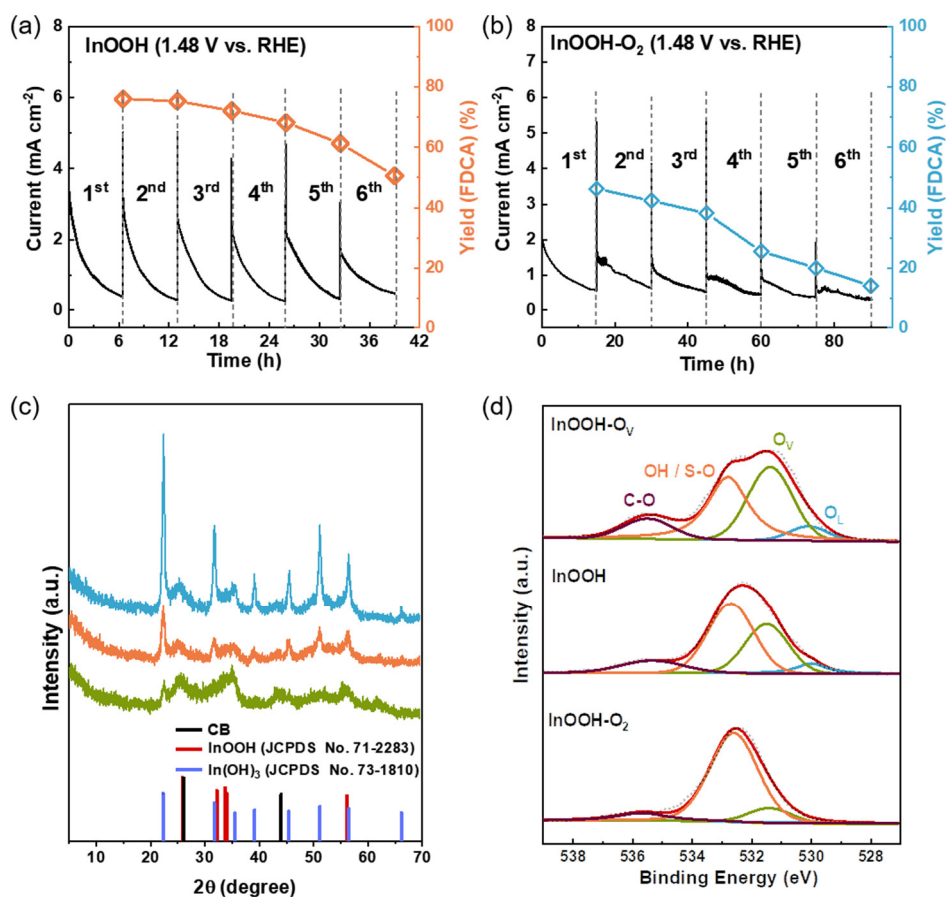 (a)
InOOH (1.48 V vs. RHE)
Current (mA cm⁻²)
8
6
4
2
0
1ˢᵗ 2ⁿᵈ 3ʳᵈ 4ᵗʰ 5ᵗʰ 6ᵗʰ
0 6 12 18 24 30 36 42
Time (h)
100
80
60
40
20
0
Yield (FDCA) (%)
(b)
InOOH-O₂ (1.48 V vs. RHE)
Current (mA cm⁻²)
8
7
6
5
4
3
2
1
0
1ˢᵗ 2ⁿᵈ 3ʳᵈ 4ᵗʰ 5ᵗʰ 6ᵗʰ
0 20 40 60 80
Time (h)
100
80
60
40
20
0
Yield (FDCA) (%)
(c)
Intensity (a.u.)
CB
InOOH (JCPDS No. 71-2283)
In(OH)₃ (JCPDS No. 73-1810)
10 20 30 40 50 60 70
2θ (degree)
(d)
Intensity (a.u.)
InOOH-Oᵥ
Oᵥ
OH / S-O
C-O
O_L
InOOH
InOOH-O₂
538 536 534 532 530 528
Binding Energy (eV)